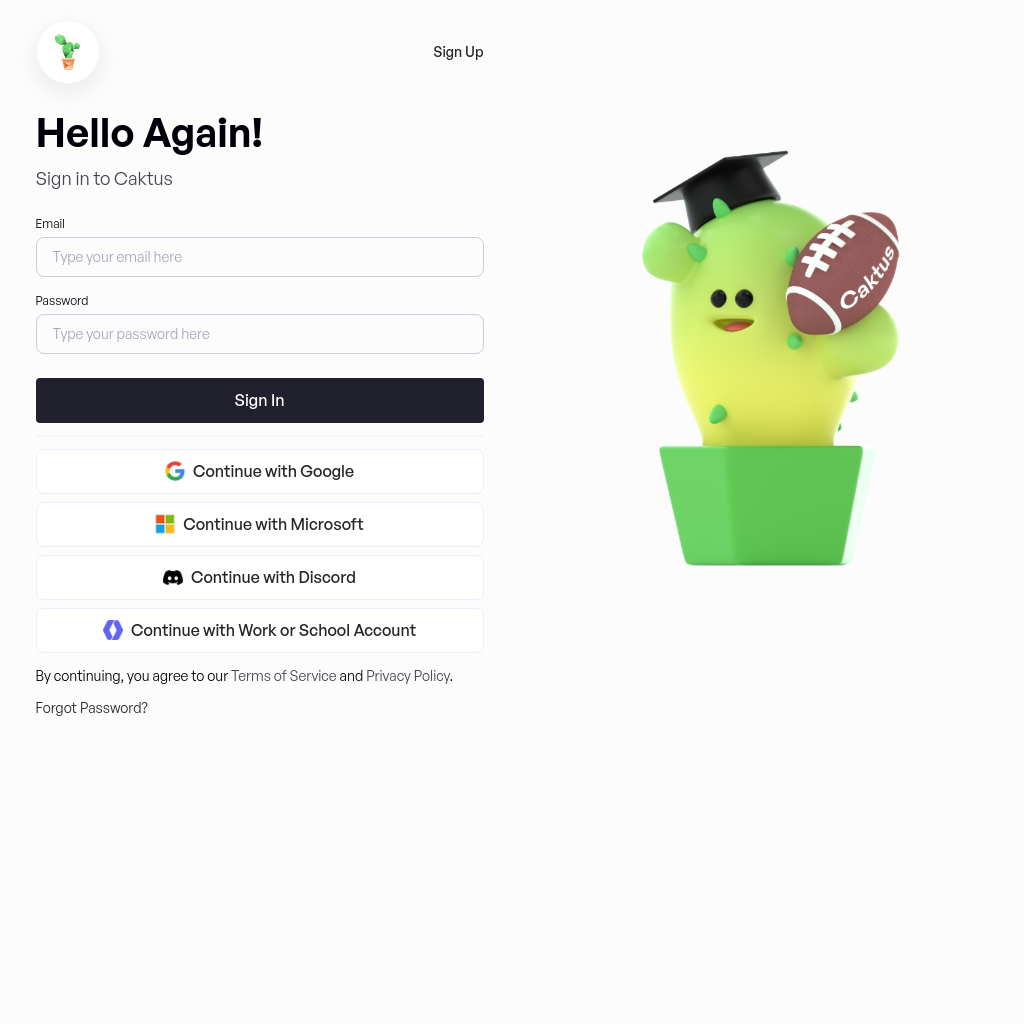 Sign Up
Hello Again!
Sign in to Caktus
Email
Type your email here
Password
Type your password here
Sign In
Continue with Google
Continue with Microsoft
Continue with Discord
Continue with Work or School Account
By continuing, you agree to our Terms of Service and Privacy Policy.
Forgot Password?
Caktus